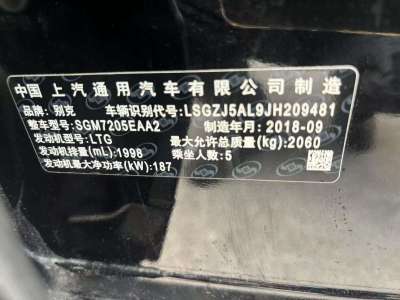 中国 上汽通用汽车有限公司制造
品牌: 别克 车辆识别代号: LSGZJ5AL9JH209481
整车型号: SGM7205EAA2 制造年月: 2018-09
发动机型号: LTG 最大允许总质量(kg): 2060
发动机排量(mL): 1998 乘坐人数: 5
发动机最大净功率(kW): 187